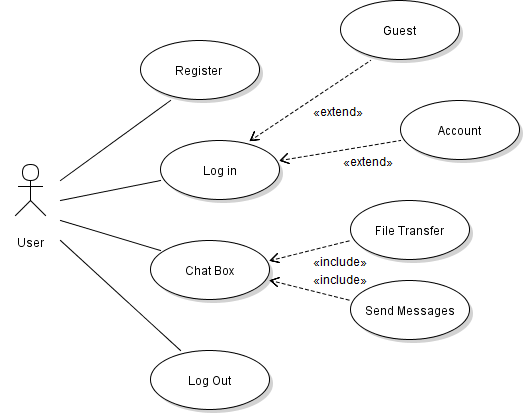 Guest
Register
«extend»
Account
«extend»
Log in
User
File Transfer
«include»
Chat Box
«include»
Send Messages
Log Out